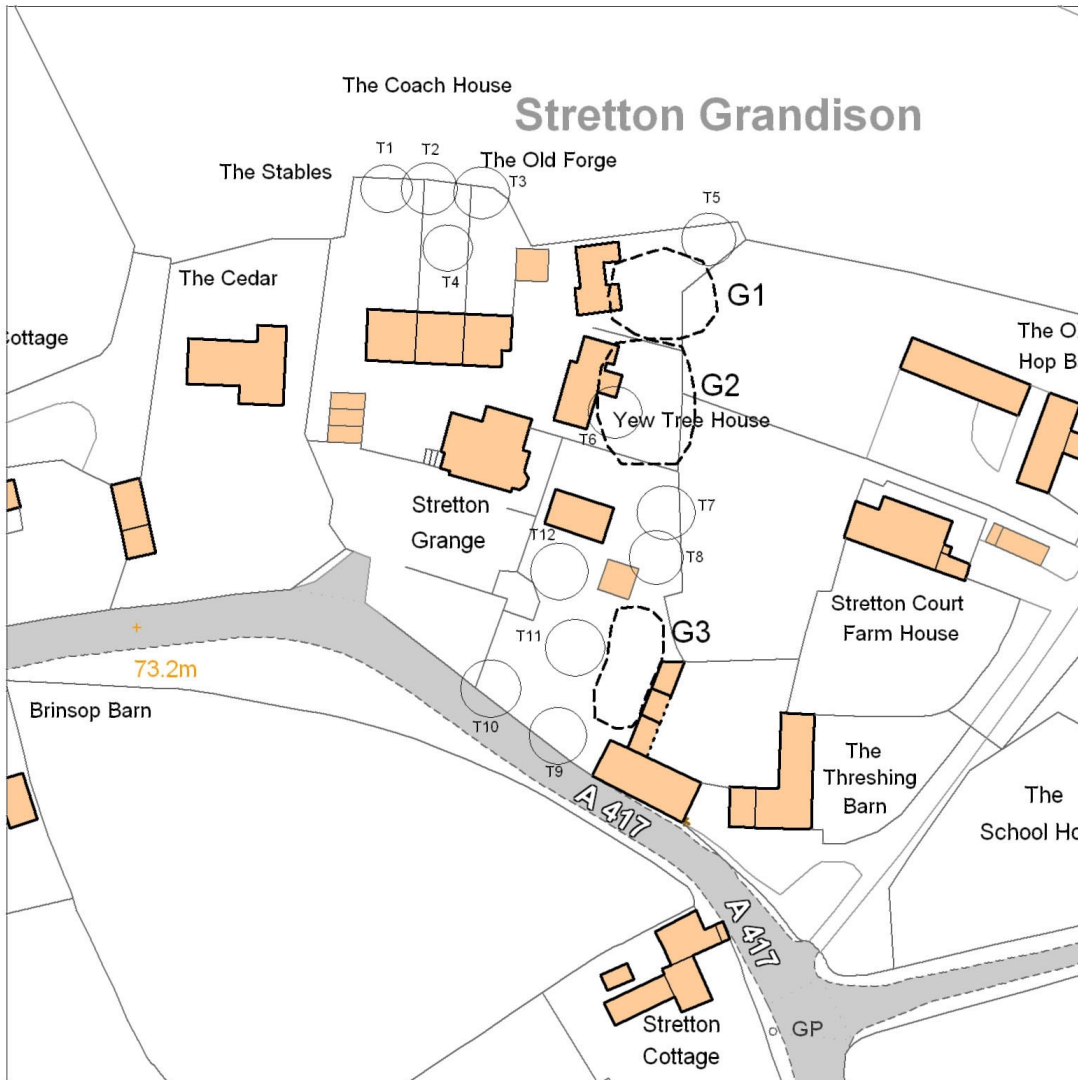 The Coach House
Stretton Grandison
T1
T2
The Old Forge
The Stables
T3
T5
T4
The Cedar
G1
The O
Hop B
ottage
G2
Yew Tree House
T6
Stretton
Grange
T7
T12
T8
Stretton Court
Farm House
T11
G3
73.2m
T10
Brinsop Barn
T9
The
Threshing
Barn
A 417
The
School Ho
A 417
Stretton
Cottage
GP